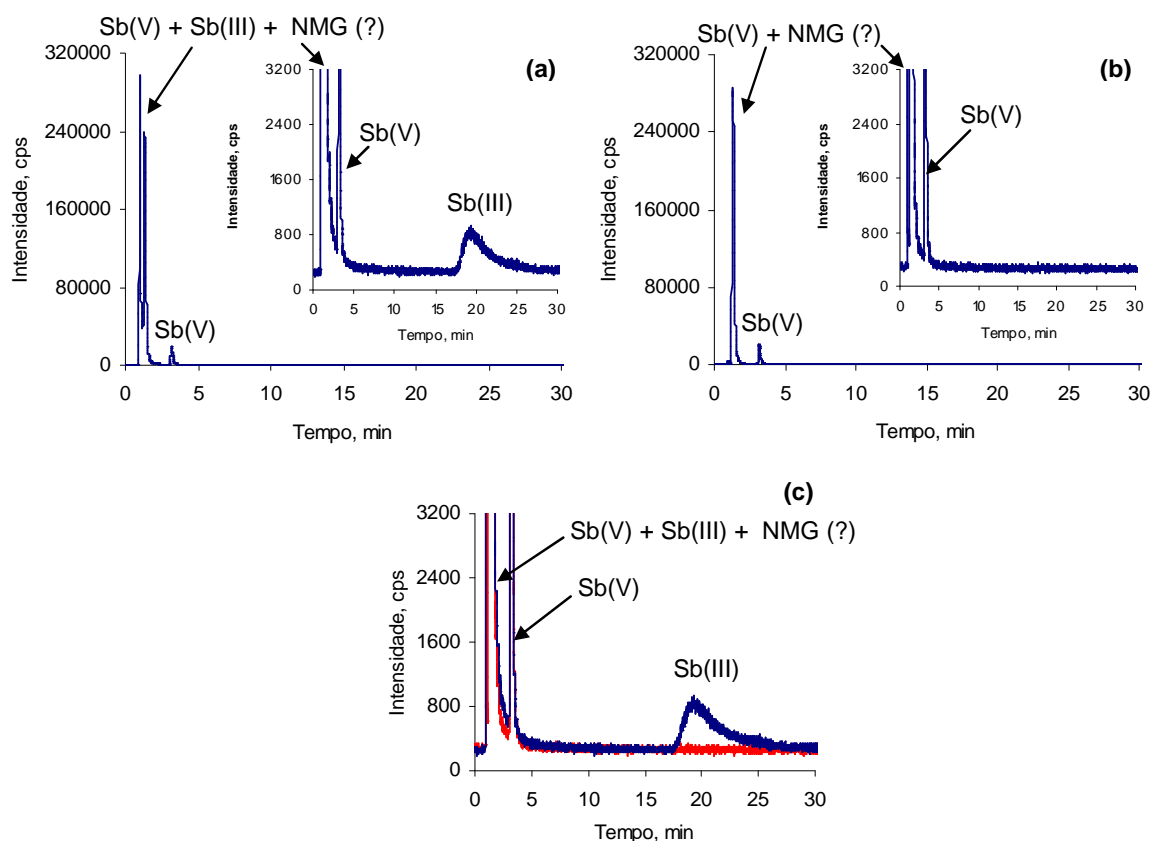 Sb(V) + Sb(III) + NMG (?)
(a)
Intensidade, cps
320000
240000
160000
80000
0
Sb(V)
0 5 10 15 20 25 30
Tempo, min
Intensidade, cps
3200
2400
1600
800
0
Sb(V)
Sb(III)
0 5 10 15 20 25 30
Tempo, min
Sb(V) + NMG (?)
(b)
Intensidade, cps
320000
240000
160000
80000
0
Sb(V)
0 5 10 15 20 25 30
Tempo, min
Intensidade, cps
3200
2400
1600
800
0
Sb(V)
0 5 10 15 20 25 30
Tempo, min
(c)
Intensidade, cps
3200
2400
1600
800
0
Sb(V) + Sb(III) + NMG (?)
Sb(V)
Sb(III)
0 5 10 15 20 25 30
Tempo, min